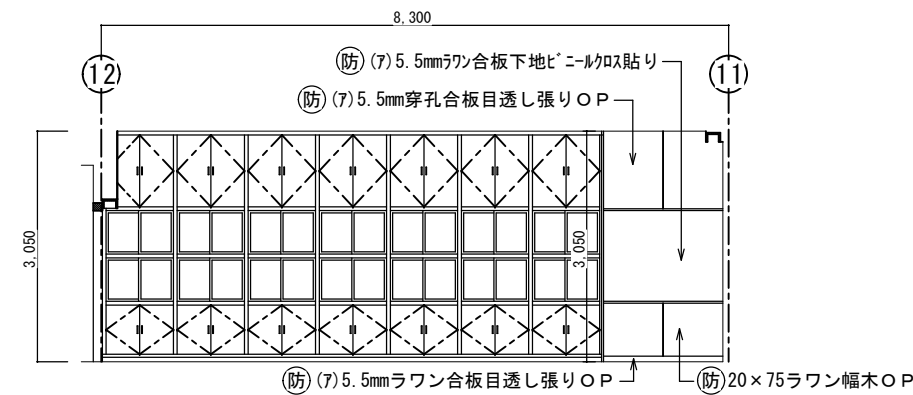 8,300
防 (ｱ) 5.5mmﾗﾜﾝ合板下地ﾋﾞﾆｰﾙｸﾛｽ貼り
12
11
防 (ｱ) 5.5mm穿孔合板目透し張りＯＰ
3,050
3,050
防 (ｱ) 5.5mmラワン合板目透し張りＯＰ
防 20×75ラワン幅木ＯＰ